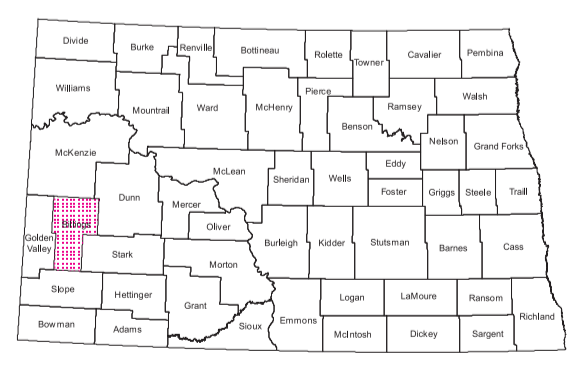 Divide
Burke
Renville
Bottineau
Rolette
Towner
Cavalier
Pembina
Williams
Mountrail
Ward
McHenry
Pierce
Benson
Ramsey
Walsh
Nelson
Grand Forks
McKenzie
Dunn
McLean
Mercer
Oliver
Sheridan
Wells
Eddy
Foster
Griggs
Steele
Traill
Golden
Valley
Billings
Stark
Morton
Burleigh
Kidder
Stutsman
Barnes
Cass
Slope
Hettinger
Grant
Bowman
Adams
Sioux
Emmons
Logan
McIntosh
LaMoure
Dickey
Ransom
Sargent
Richland